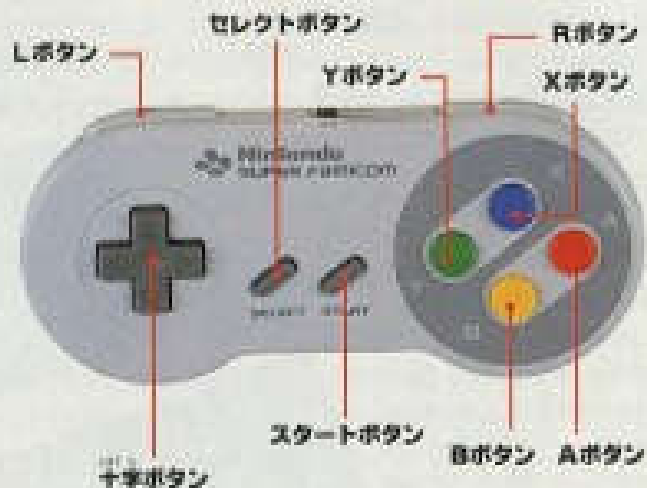 セレクトボタン
Lボタン
Rボタン
Yボタン
Xボタン
Nintendo
SUPER FAMICOM
SELECT
START
スタートボタン
十字ボタン
Bボタン
Aボタン